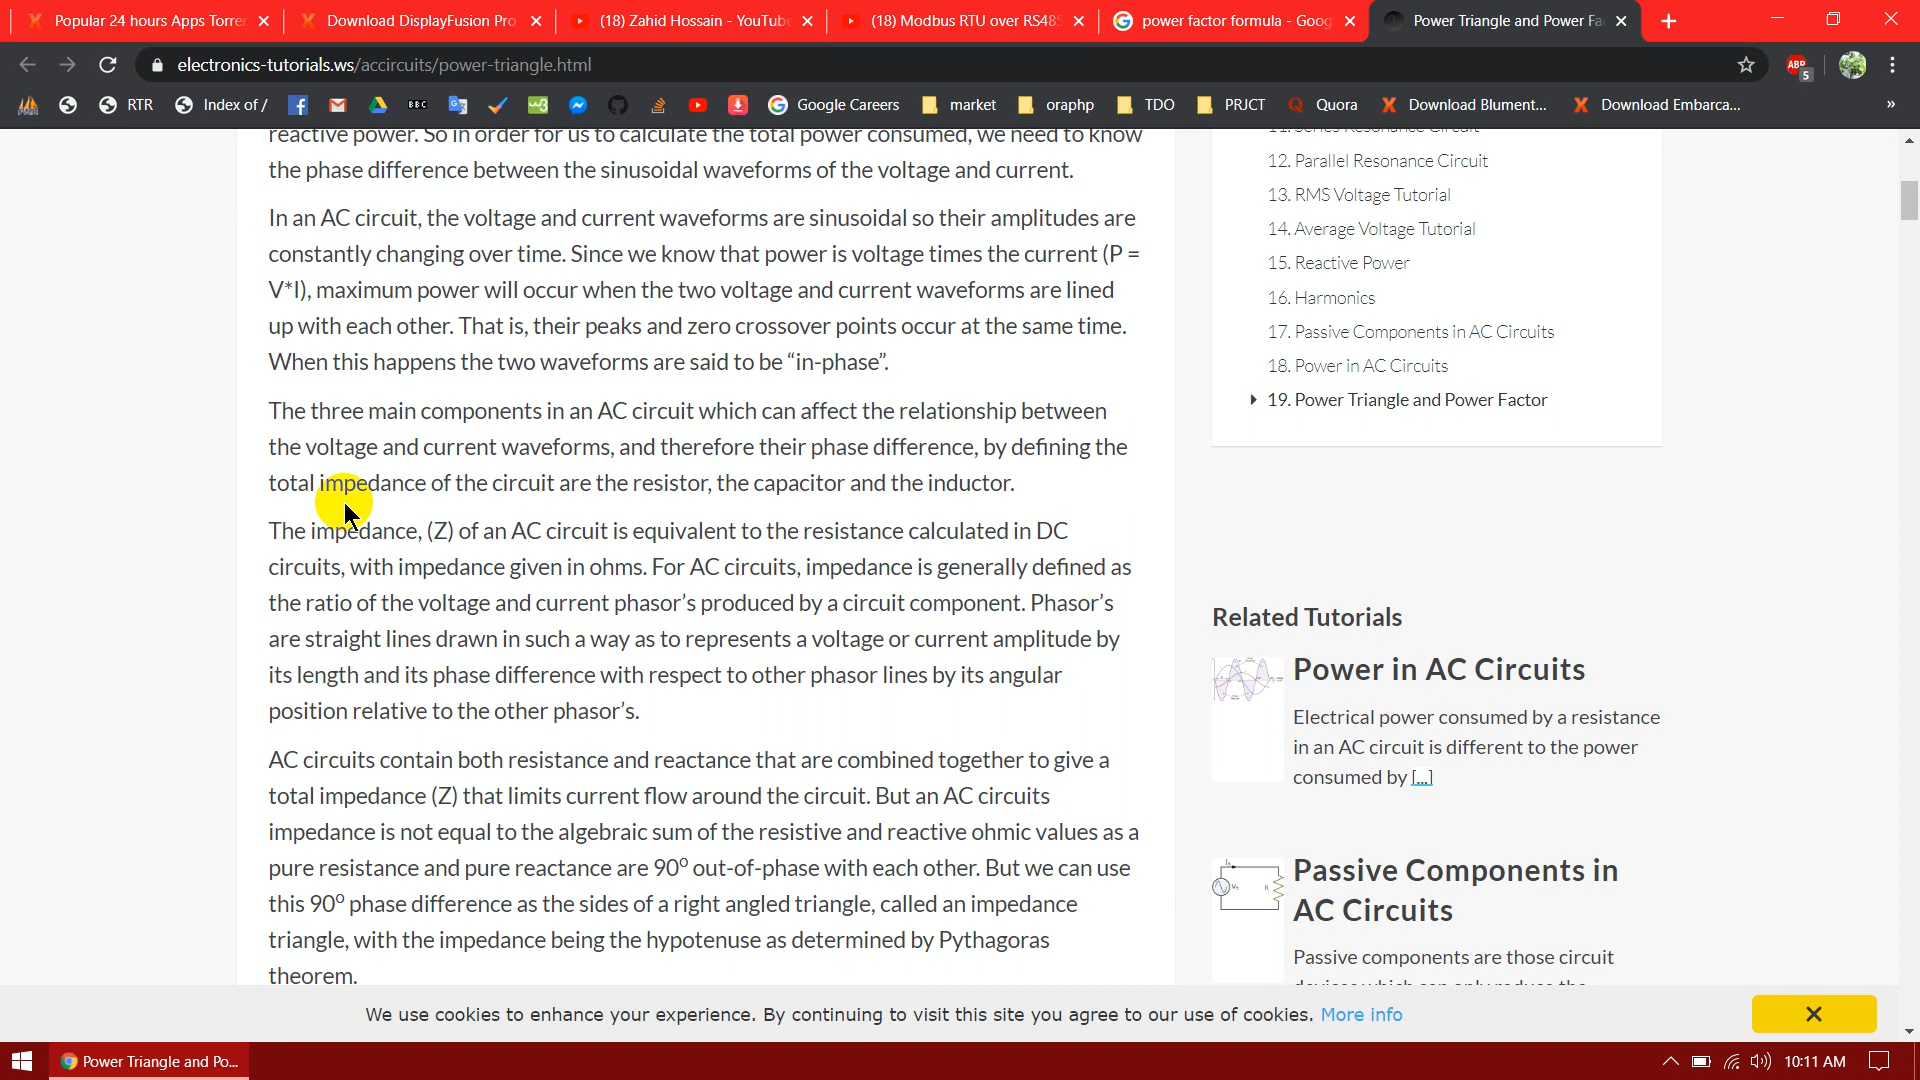 Popular 24 hours Apps Torre
Download DisplayFusion Pro
(18) Zahid Hossain - YouTub
(18) Modbus RTU over RS485
power factor formula - Goog
Power Triangle and Power Fa
electronics-tutorials.ws/accircuits/power-triangle.html
ABP
5
RTR
Index of /
BBC
w3
Google Careers
market
oraphp
TDO
PRJCT
Quora
Download Blument...
Download Embarca...
»
reactive power. So in order for us to calculate the total power consumed, we need to know
the phase difference between the sinusoidal waveforms of the voltage and current.
In an AC circuit, the voltage and current waveforms are sinusoidal so their amplitudes are
constantly changing over time. Since we know that power is voltage times the current (P =
V*I), maximum power will occur when the two voltage and current waveforms are lined
up with each other. That is, their peaks and zero crossover points occur at the same time.
When this happens the two waveforms are said to be “in-phase”.
The three main components in an AC circuit which can affect the relationship between
the voltage and current waveforms, and therefore their phase difference, by defining the
total impedance of the circuit are the resistor, the capacitor and the inductor.
The impedance, (Z) of an AC circuit is equivalent to the resistance calculated in DC
circuits, with impedance given in ohms. For AC circuits, impedance is generally defined as
the ratio of the voltage and current phasor’s produced by a circuit component. Phasor’s
are straight lines drawn in such a way as to represents a voltage or current amplitude by
its length and its phase difference with respect to other phasor lines by its angular
position relative to the other phasor’s.
AC circuits contain both resistance and reactance that are combined together to give a
total impedance (Z) that limits current flow around the circuit. But an AC circuits
impedance is not equal to the algebraic sum of the resistive and reactive ohmic values as a
pure resistance and pure reactance are 90º out-of-phase with each other. But we can use
this 90º phase difference as the sides of a right angled triangle, called an impedance
triangle, with the impedance being the hypotenuse as determined by Pythagoras
theorem.
11. Series Resonance Circuit
12. Parallel Resonance Circuit
13. RMS Voltage Tutorial
14. Average Voltage Tutorial
15. Reactive Power
16. Harmonics
17. Passive Components in AC Circuits
18. Power in AC Circuits
19. Power Triangle and Power Factor
Related Tutorials
Power in AC Circuits
Electrical power consumed by a resistance
in an AC circuit is different to the power
consumed by [...]
Passive Components in
AC Circuits
Passive components are those circuit
We use cookies to enhance your experience. By continuing to visit this site you agree to our use of cookies. More info
Power Triangle and Po...
10:11 AM